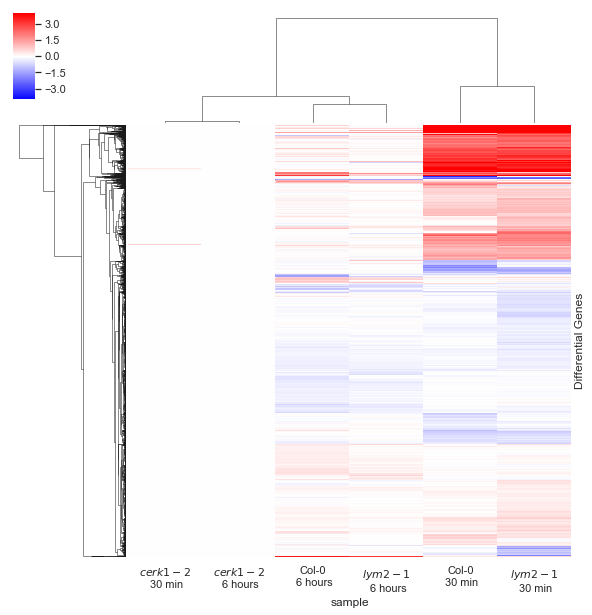 3.0
1.5
0.0
−1.5
−3.0
Differential Genes
cerk1−2
30 min
cerk1−2
6 hours
Col-0
6 hours
lym2−1
6 hours
Col-0
30 min
lym2−1
30 min
sample